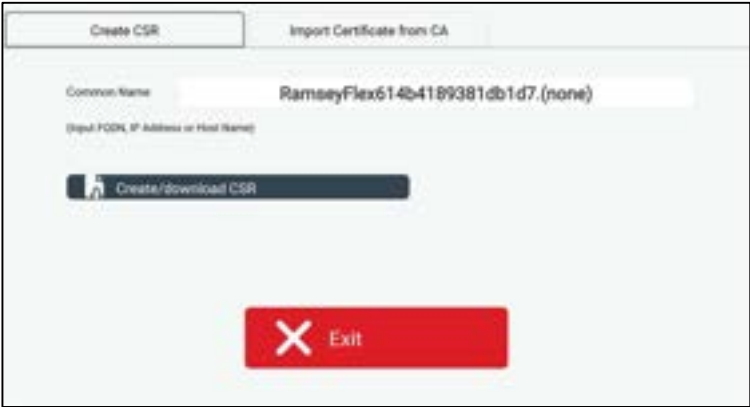 Create CSR
Import Certificate from CA
Common Name
RamseyFlex614b4189381db1d7.(none)
(Input FQDN, IP Address or Host Name)
Create/download CSR
Exit